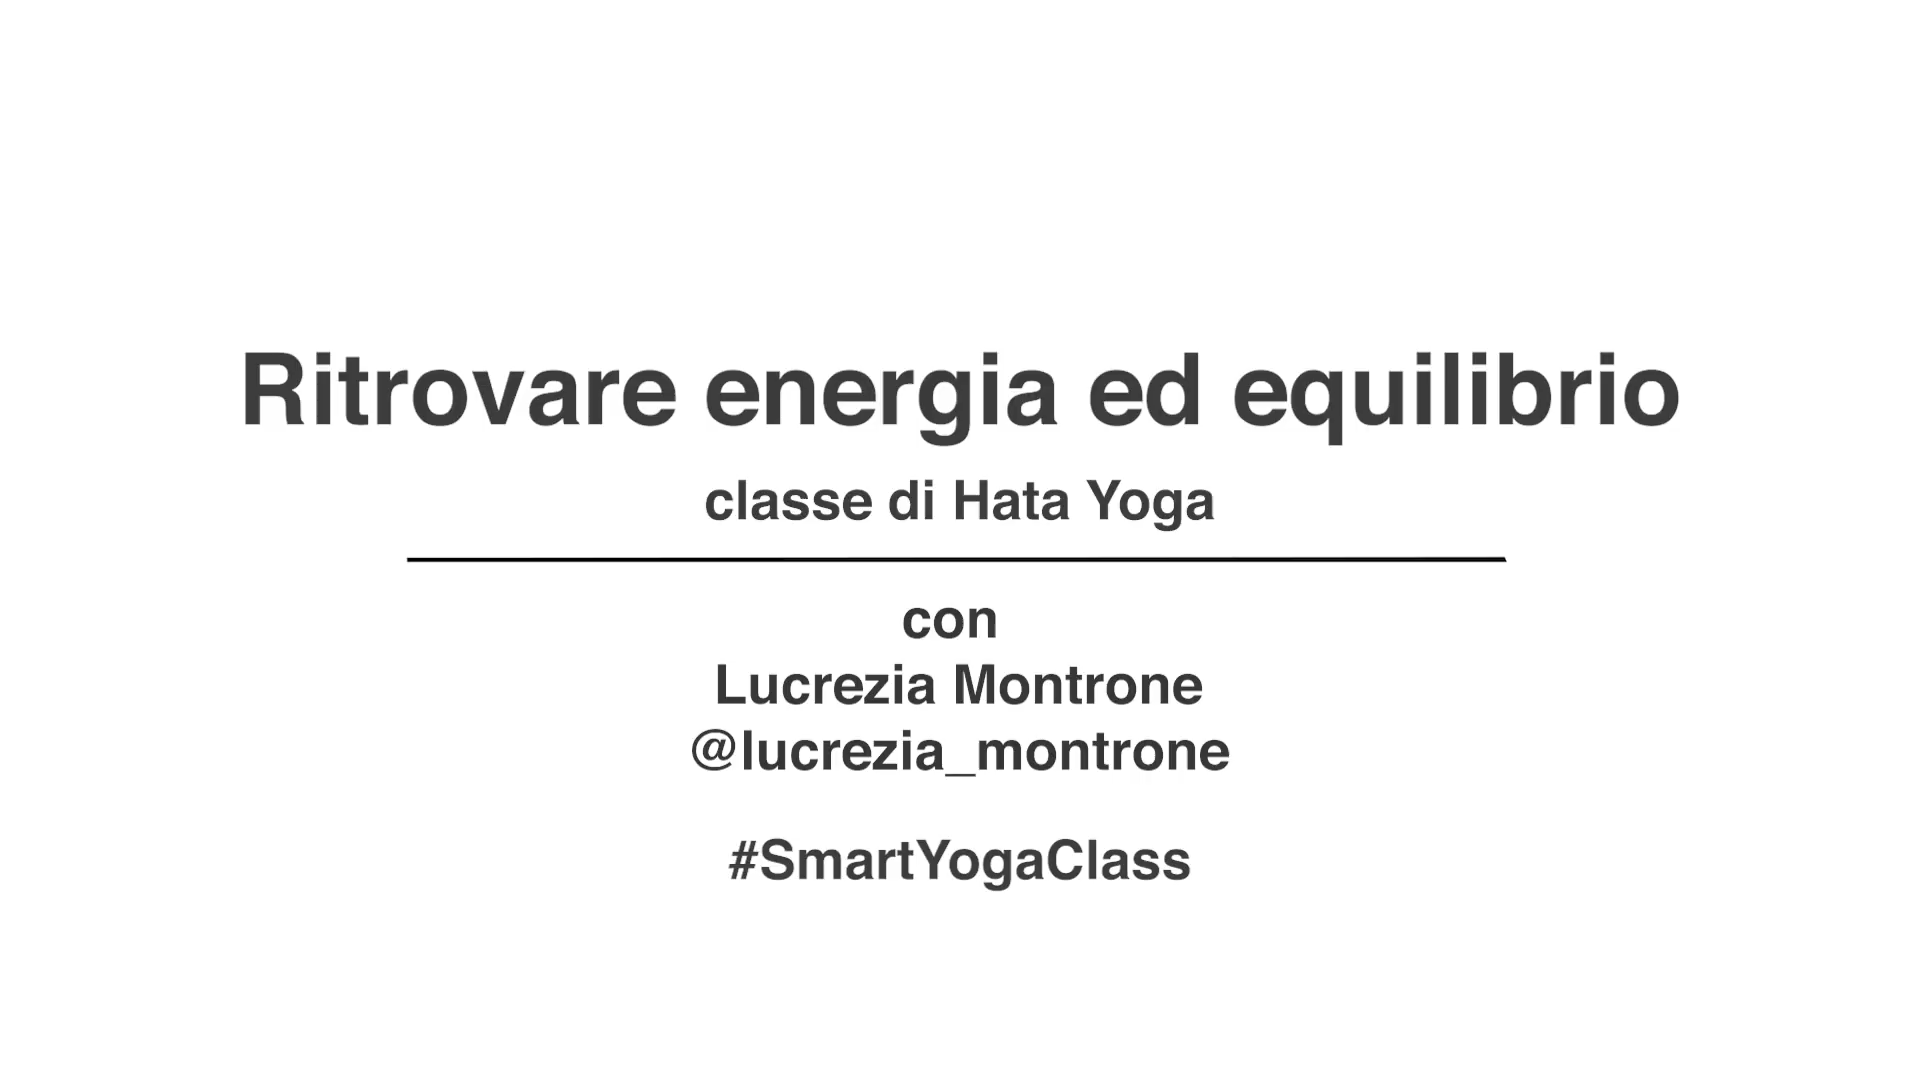 Ritrovare energia ed equilibrio
classe di Hata Yoga
con
Lucrezia Montrone
@lucrezia_montrone
#SmartYogaClass